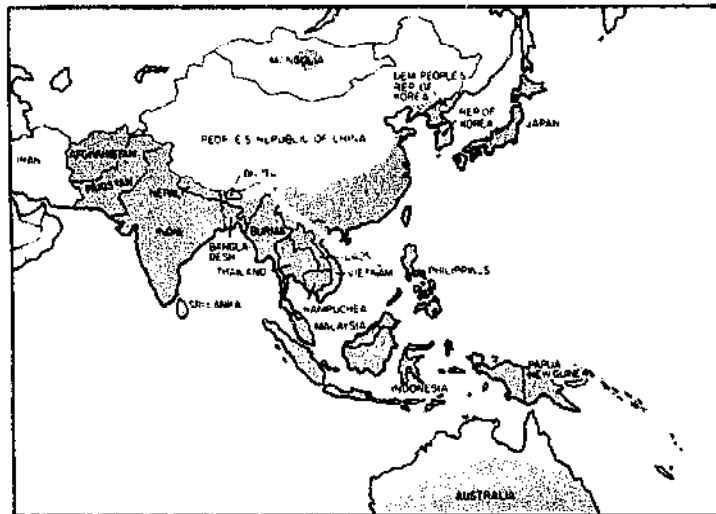 MONGOLIA
DEM PEOPLE'S
REP OF
KOREA
REP OF
KOREA
JAPAN
PEOPLE'S REPUBLIC OF CHINA
IRAN
AFGHANISTAN
PAKISTAN
NEPAL
INDIA
BURMA
BANGLA
DESH
LAOS
VIETNAM
THAILAND
PHILIPPINES
SRI LANKA
KAMPUCHEA
MALAYSIA
PAPUA
NEW GUINEA
INDONESIA
AUSTRALIA